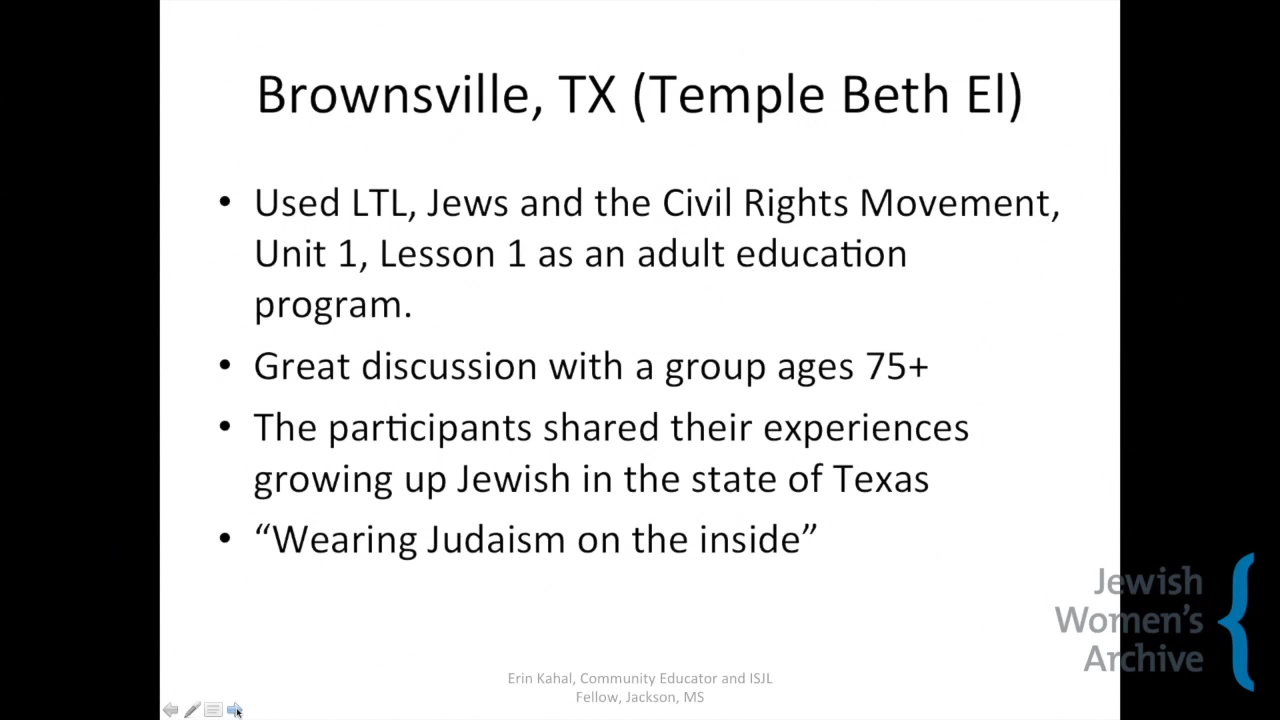 Brownsville, TX (Temple Beth El)
• Used LTL, Jews and the Civil Rights Movement,
Unit 1, Lesson 1 as an adult education
program.
• Great discussion with a group ages 75+
• The participants shared their experiences
growing up Jewish in the state of Texas
• “Wearing Judaism on the inside”
Jewish
Women's
Archive
Erin Kahal, Community Educator and ISJL
Fellow, Jackson, MS